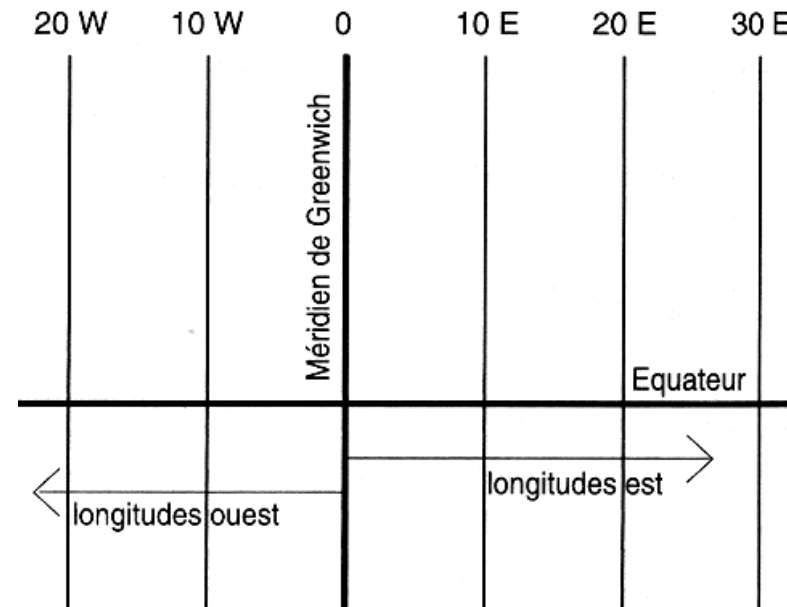 20 W 10 W 0 10 E 20 E 30 E
Méridien de Greenwich
Equateur
longitudes est
longitudes ouest